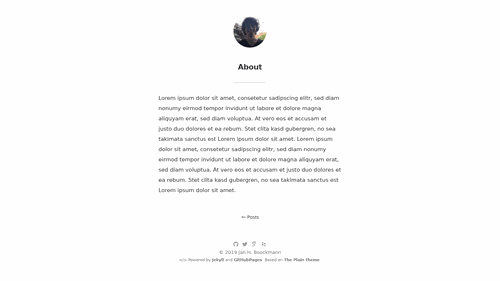 About
Lorem ipsum dolor sit amet, consetetur sadipscing elitr, sed diam
nonumy eirmod tempor invidunt ut labore et dolore magna
aliquyam erat, sed diam voluptua. At vero eos et accusam et
justo duo dolores et ea rebum. Stet clita kasd gubergren, no sea
takimata sanctus est Lorem ipsum dolor sit amet. Lorem ipsum
dolor sit amet, consetetur sadipscing elitr, sed diam nonumy
eirmod tempor invidunt ut labore et dolore magna aliquyam erat,
sed diam voluptua. At vero eos et accusam et justo duo dolores et
ea rebum. Stet clita kasd gubergren, no sea takimata sanctus est
Lorem ipsum dolor sit amet.
← Posts
© 2019 Jan H. Boockmann
Powered by Jekyll and GitHubPages. Based on The Plain theme